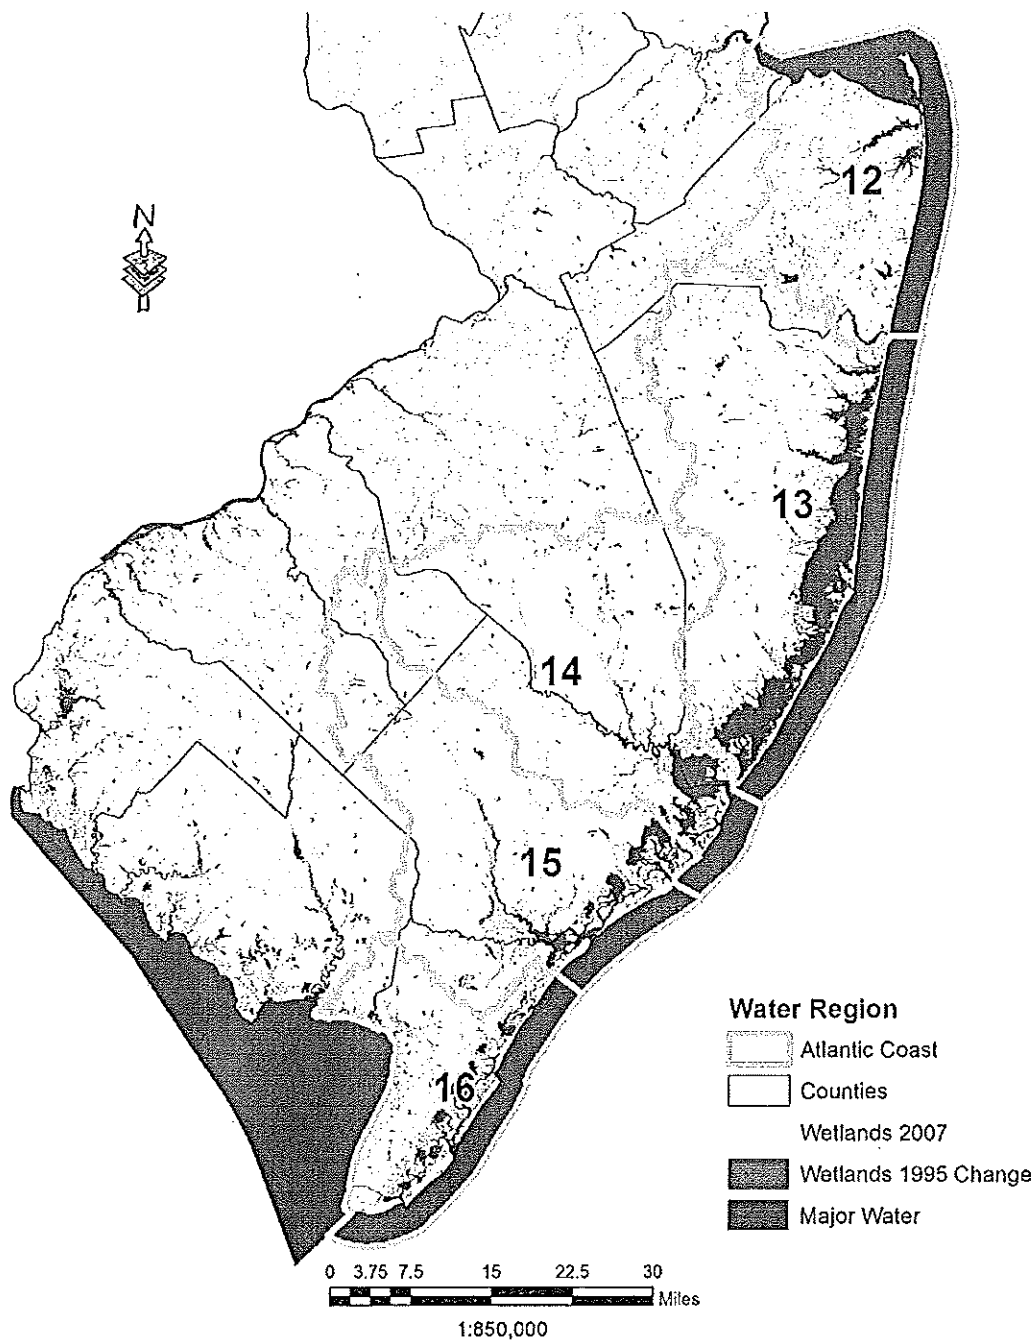 N
12
13
14
15
16
Water Region
Atlantic Coast
Counties
Wetlands 2007
Wetlands 1995 Change
Major Water
0 3.75 7.5 15 22.5 30
Miles
1:850,000